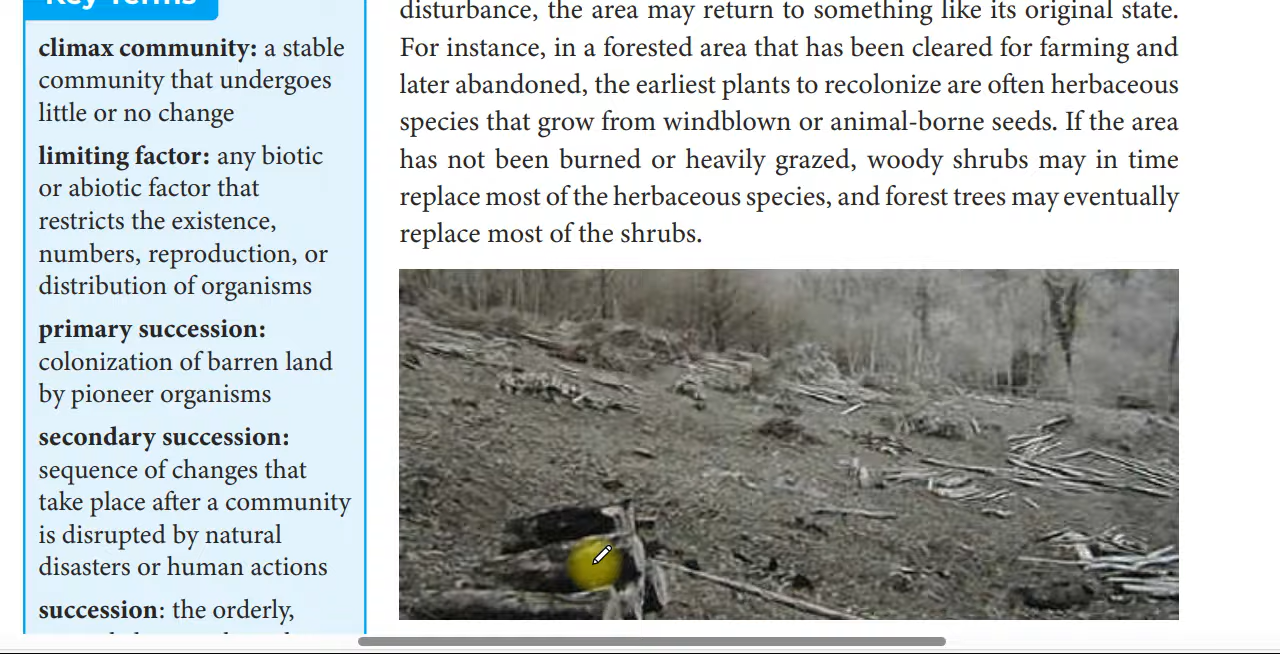 Key Terms
climax community: a stable
community that undergoes
little or no change
limiting factor: any biotic
or abiotic factor that
restricts the existence,
numbers, reproduction, or
distribution of organisms
primary succession:
colonization of barren land
by pioneer organisms
secondary succession:
sequence of changes that
take place after a community
is disrupted by natural
disasters or human actions
succession: the orderly,
disturbance, the area may return to something like its original state.
For instance, in a forested area that has been cleared for farming and
later abandoned, the earliest plants to recolonize are often herbaceous
species that grow from windblown or animal-borne seeds. If the area
has not been burned or heavily grazed, woody shrubs may in time
replace most of the herbaceous species, and forest trees may eventually
replace most of the shrubs.